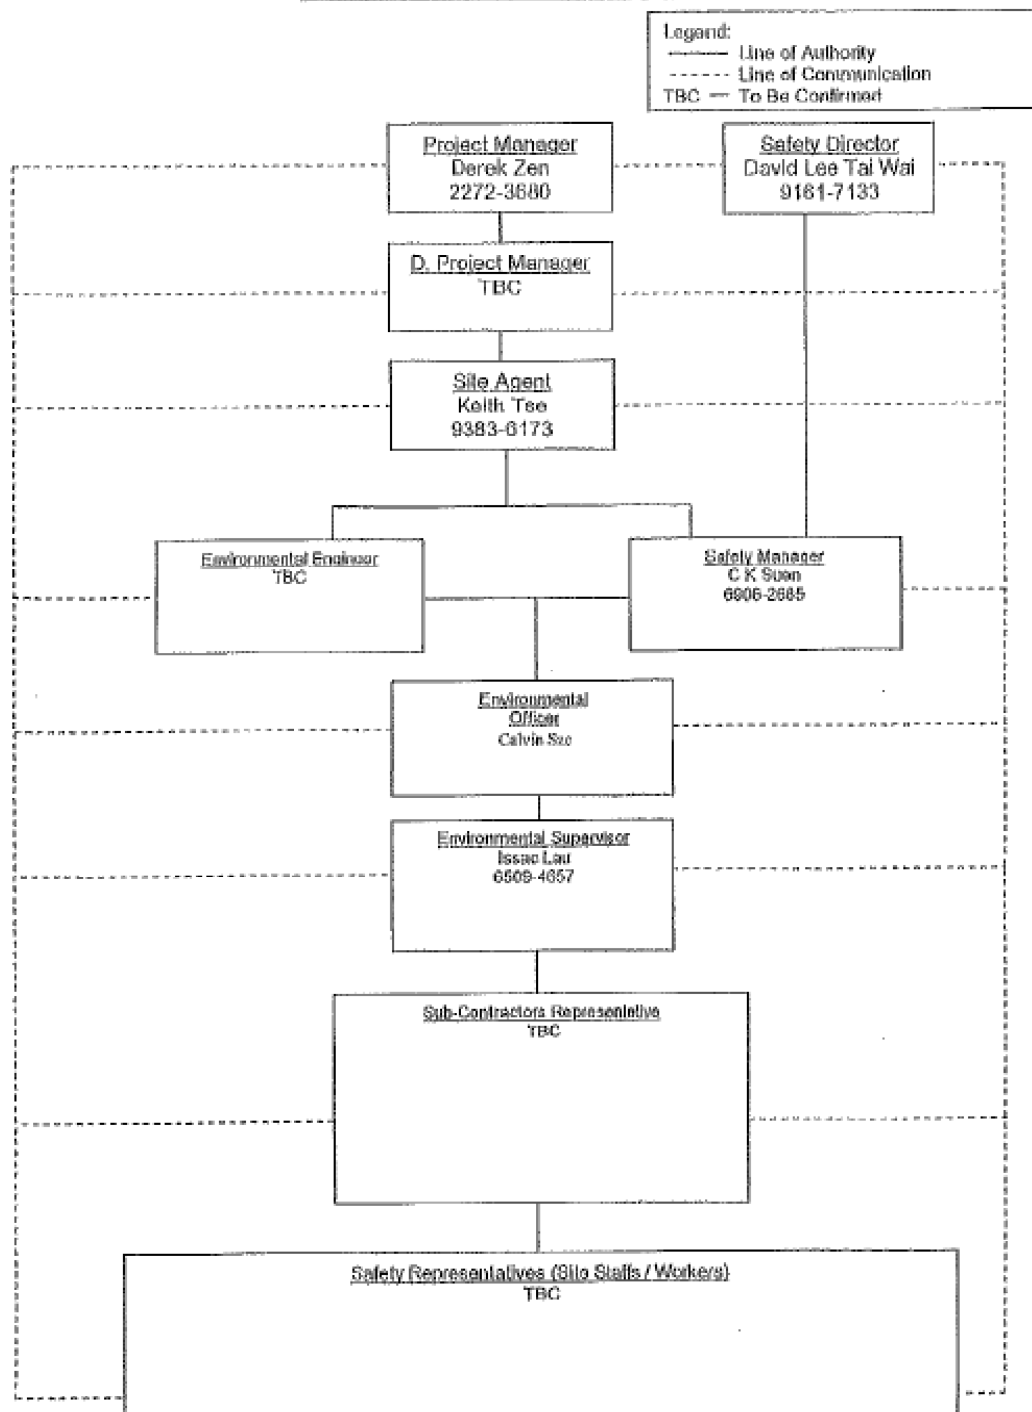 Legend:
Line of Authority
Line of Communication
TBC — To Be Confirmed
Project Manager
Derek Zen
2272-3680
Safety Director
David Lee Tai Wai
9161-7133
D. Project Manager
TBC
Site Agent
Keith Tse
9383-6173
Environmental Engineer
TBC
Safety Manager
C K Suen
6906-2685
Environmental
Officer
Calvin Sze
Environmental Supervisor
Issac Lau
6509-4657
Sub-Contractors Representative
TBC
Safety Representatives (Site Staffs / Workers)
TBC